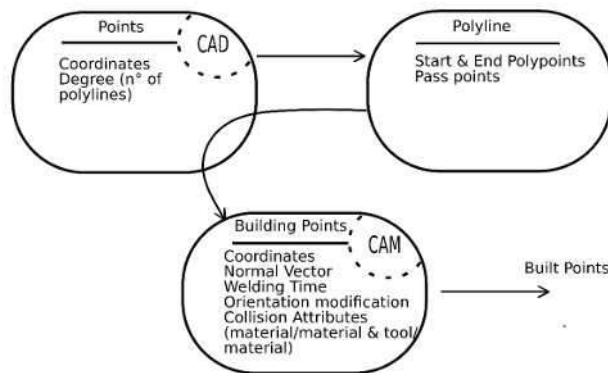 Points
CAD
Coordinates
Degree (n° of
polylines)
Polyline
Start & End Polypoints
Pass points
Building Points
CAM
Coordinates
Normal Vector
Welding Time
Orientation modification
Collision Attributes
(material/material & tool/
material)
Built Points